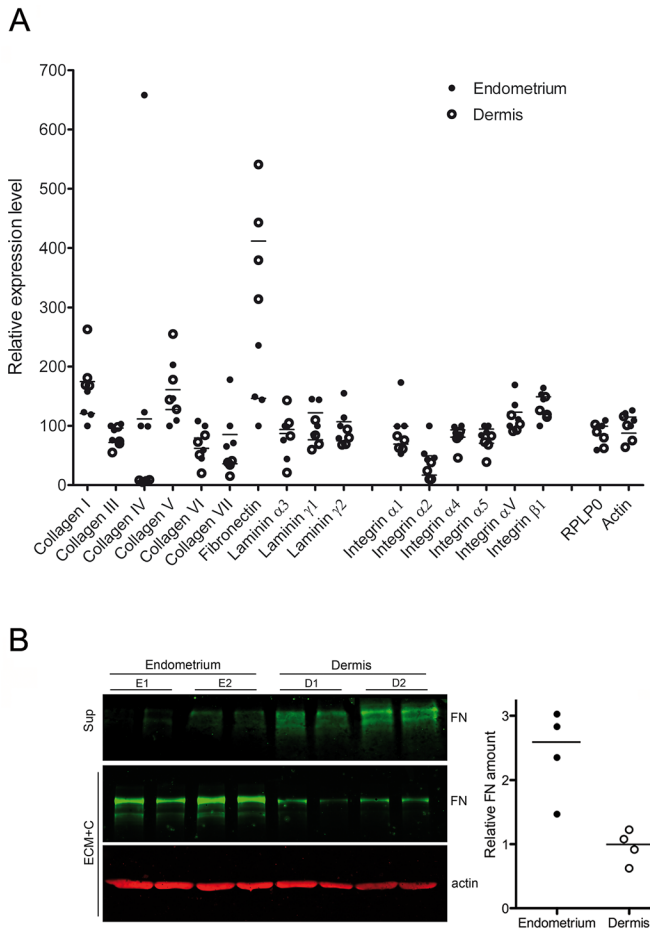 A
Relative expression level
700
600
500
400
300
200
100
0
Endometrium
Dermis
Collagen I
Collagen III
Collagen IV
Collagen V
Collagen VI
Collagen VII
Fibronectin
Laminin α3
Laminin γ1
Laminin γ2
Integrin α1
Integrin α2
Integrin α4
Integrin α5
Integrin αV
Integrin β1
RPLP0
Actin
B
Endometrium Dermis
E1 E2 D1 D2
Sup
FN
ECM+C
FN
actin
Relative FN amount
3
2
1
0
Endometrium Dermis